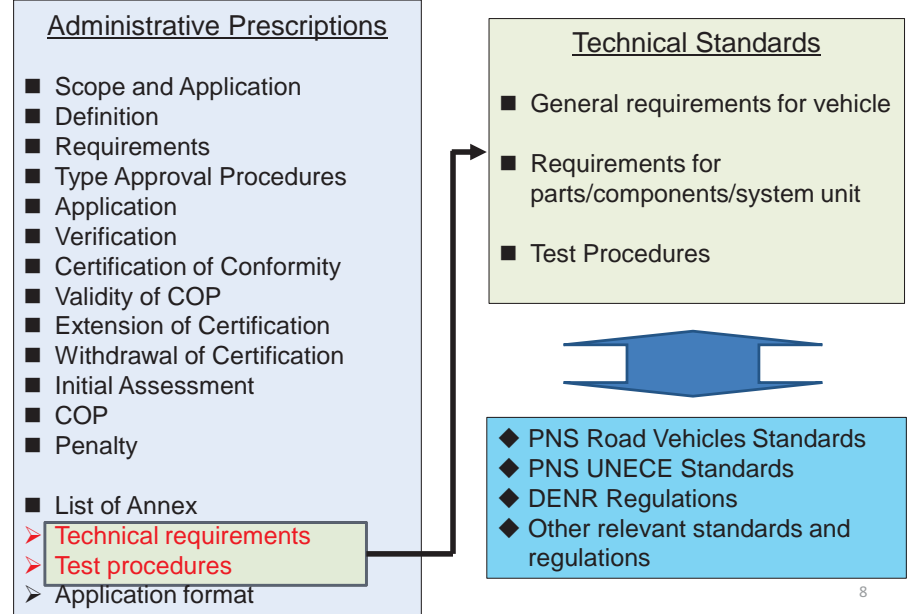 Administrative Prescriptions
■ Scope and Application
■ Definition
■ Requirements
■ Type Approval Procedures
■ Application
■ Verification
■ Certification of Conformity
■ Validity of COP
■ Extension of Certification
■ Withdrawal of Certification
■ Initial Assessment
■ COP
■ Penalty
■ List of Annex
➢ Technical requirements
➢ Test procedures
➢ Application format
Technical Standards
■ General requirements for vehicle
■ Requirements for
parts/components/system unit
■ Test Procedures
◆ PNS Road Vehicles Standards
◆ PNS UNECE Standards
◆ DENR Regulations
◆ Other relevant standards and
regulations
8